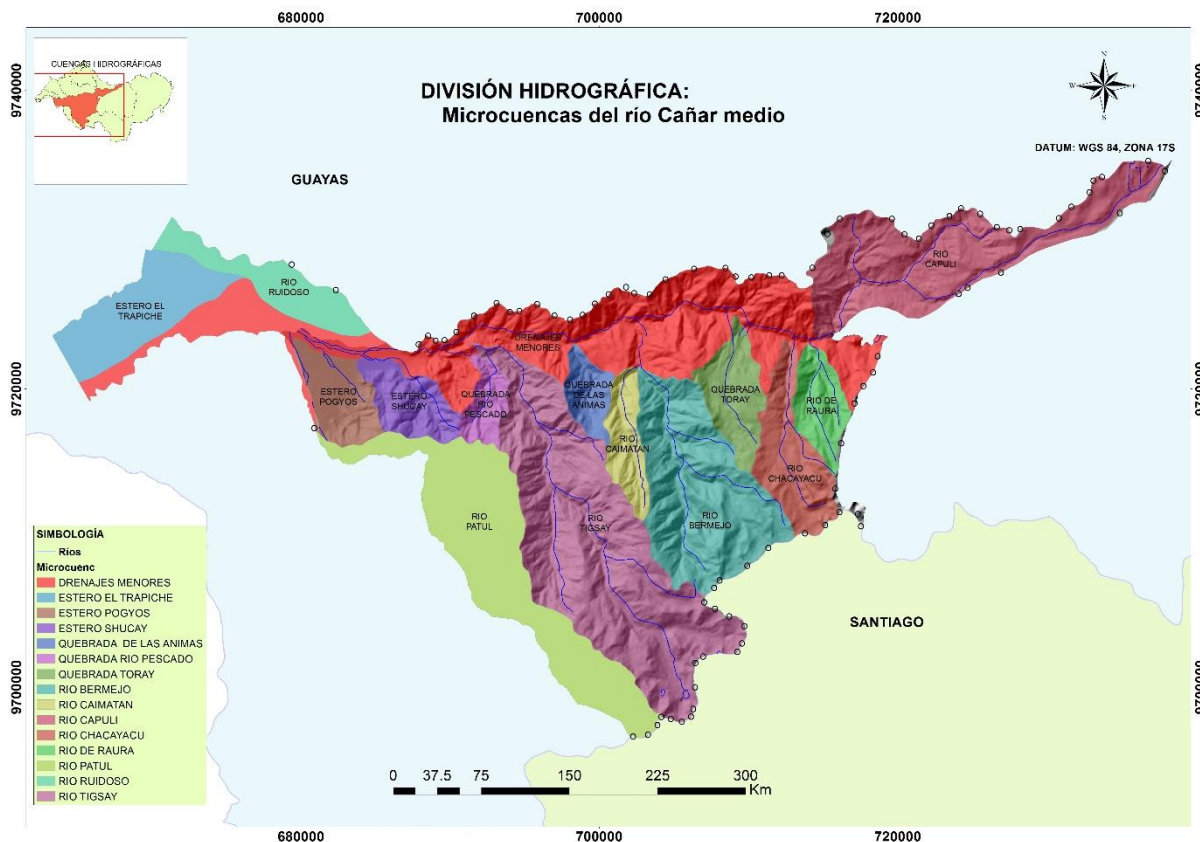 680000
700000
720000
CUENCAS HIDROGRÁFICAS
DIVISIÓN HIDROGRÁFICA:
Microcuencas del río Cañar medio
N
W
S
DATUM: WGS 84, ZONA 17S
9740000
9740000
GUAYAS
RIO
CAPULI
RIO
RUIDOSO
ESTERO EL
TRAPICHE
DRENAJES
MENORES
9720000
9720000
ESTERO
POGYOS
ESTERO
SHUCAY
QUEBRADA
RIO
PESCADO
QUEBRADA
DE LAS
ANIMAS
QUEBRADA
TORAY
RIO DE
RAURA
RIO
CAIMATAN
RIO
CHACAYACU
RIO
PATUL
RIO
TIGSAY
RIO
BERMEJO
SANTIAGO
9700000
9700000
SIMBOLOGÍA
Ríos
Microcuenc
DRENAJES MENORES
ESTERO EL TRAPICHE
ESTERO POGYOS
ESTERO SHUCAY
QUEBRADA DE LAS ANIMAS
QUEBRADA RIO PESCADO
QUEBRADA TORAY
RIO BERMEJO
RIO CAIMATAN
RIO CAPULI
RIO CHACAYACU
RIO DE RAURA
RIO PATUL
RIO RUIDOSO
RIO TIGSAY
0 37.5 75 150 225 300
Km
680000
700000
720000